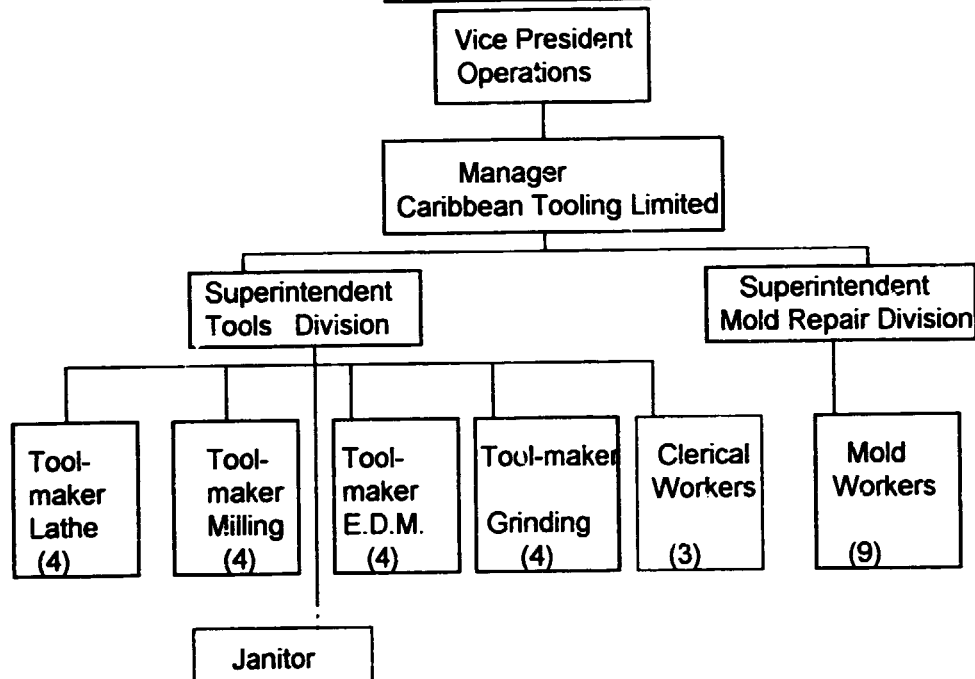 Vice President
Operations
Manager
Caribbean Tooling Limited
Superintendent
Tools Division
Superintendent
Mold Repair Division
Tool-
maker
Lathe
(4)
Tool-
maker
Milling
(4)
Tool-
maker
E.D.M.
(4)
Tool-maker
Grinding
(4)
Clerical
Workers
(3)
Mold
Workers
(9)
Janitor